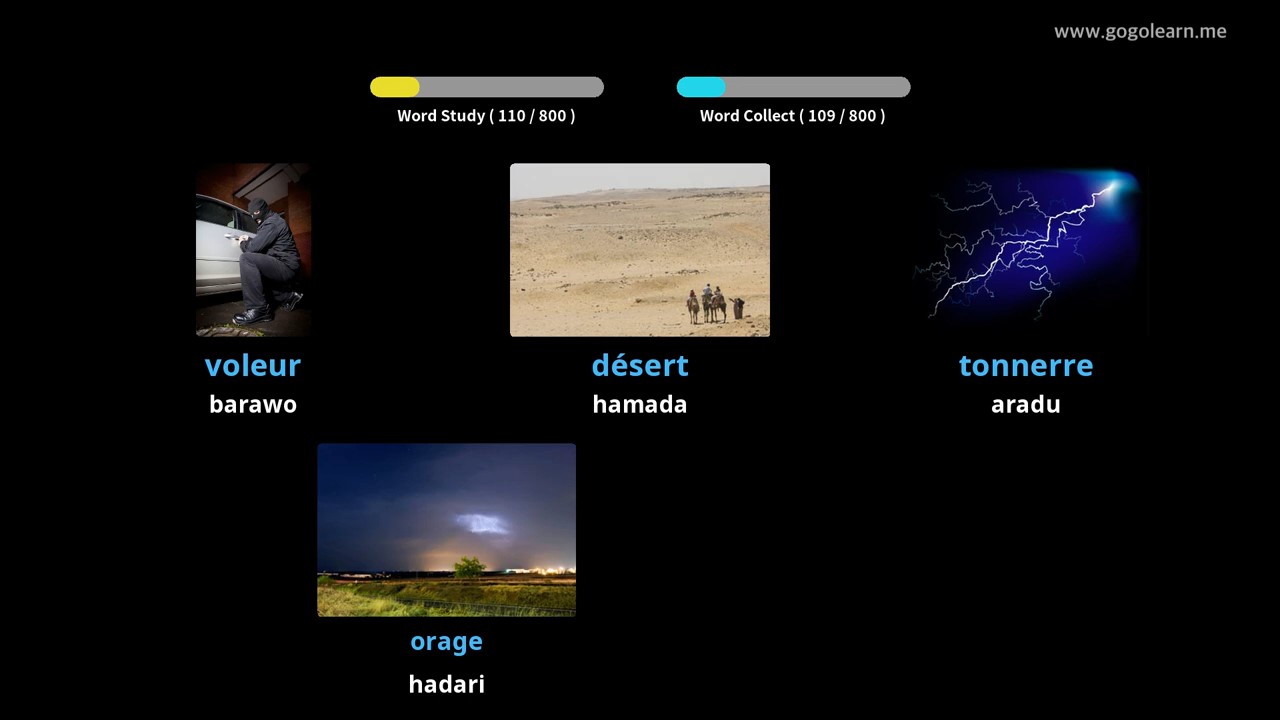 www.gogolearn.me
Word Study ( 110 / 800 )
Word Collect ( 109 / 800 )
voleur
barawo
désert
hamada
tonnerre
aradu
orage
hadari